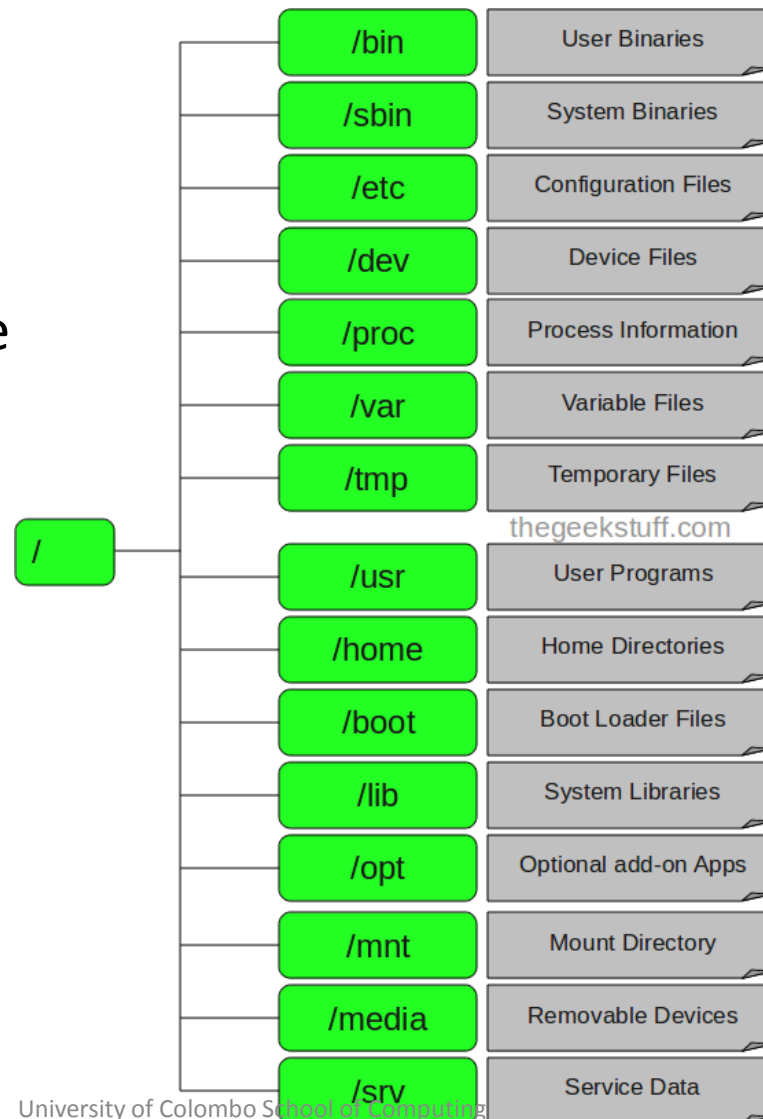 /bin User Binaries
/sbin System Binaries
/etc Configuration Files
/dev Device Files
e
/proc Process Information
/var Variable Files
/tmp Temporary Files
thegeekstuff.com
/
/usr User Programs
/home Home Directories
/boot Boot Loader Files
/lib System Libraries
/opt Optional add-on Apps
/mnt Mount Directory
/media Removable Devices
/srv Service Data
University of Colombo School of Computing